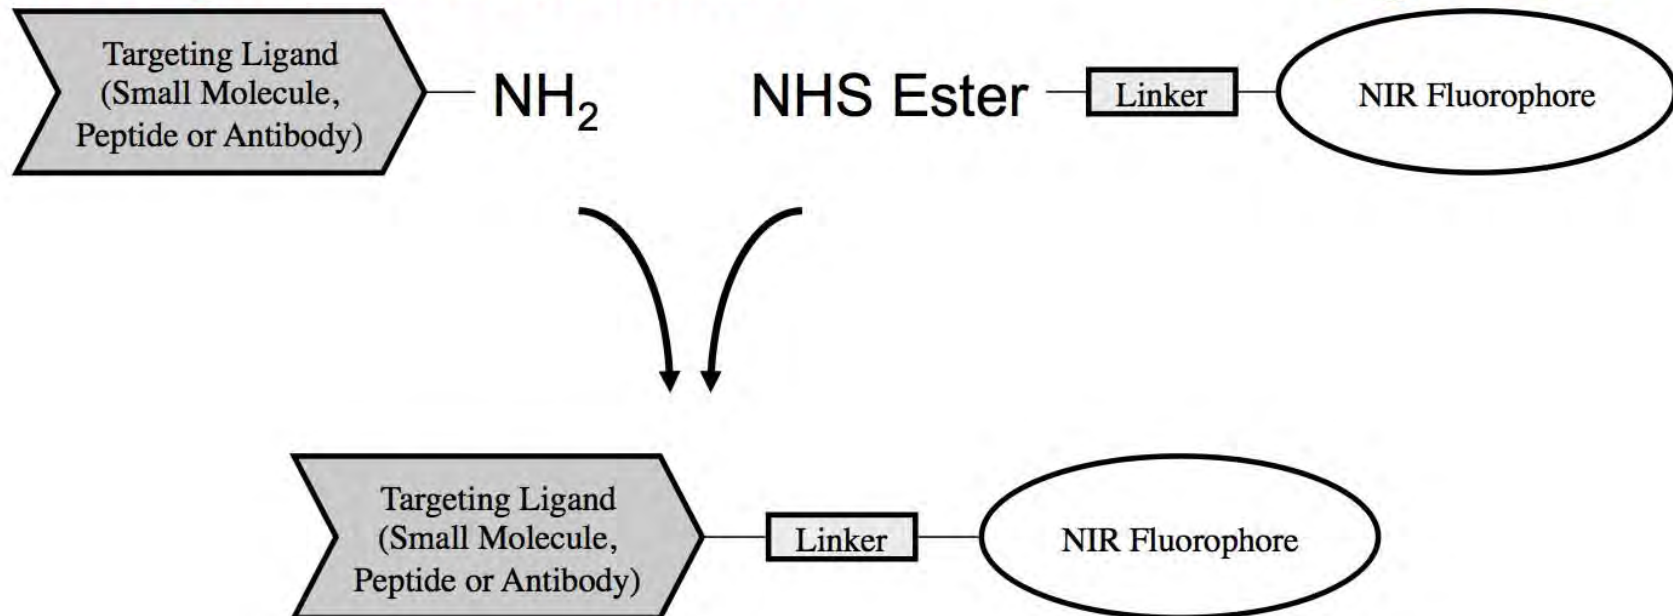 Targeting Ligand
(Small Molecule,
Peptide or Antibody)
NH₂
NHS Ester
Linker
NIR Fluorophore
Targeting Ligand
(Small Molecule,
Peptide or Antibody)
Linker
NIR Fluorophore